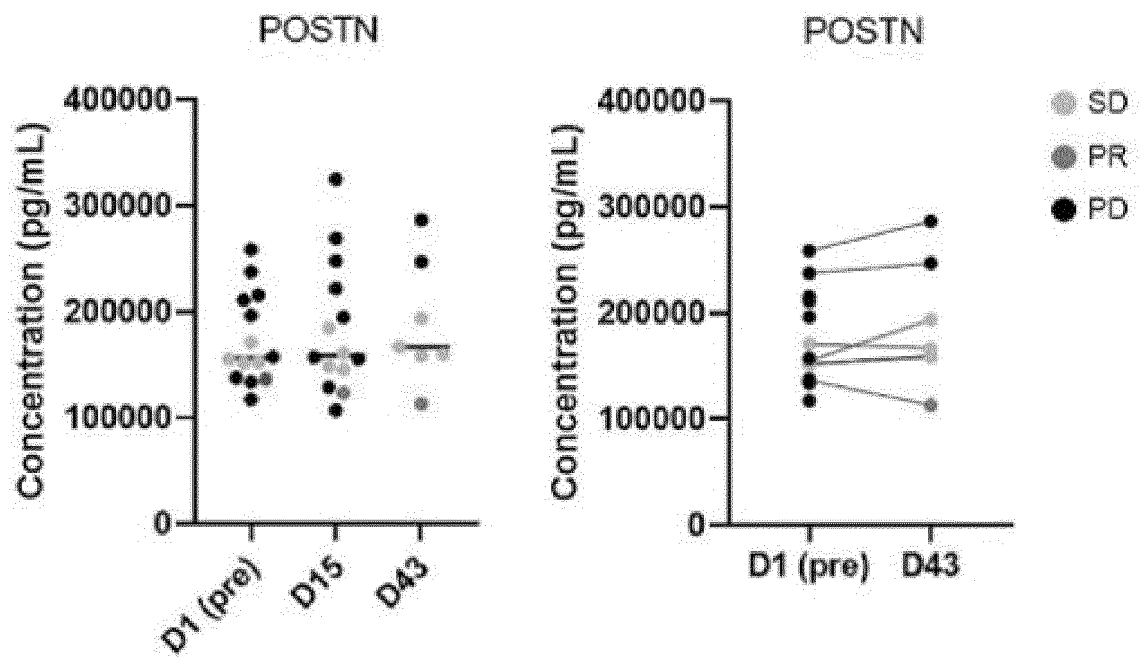 POSTN
Concentration (pg/mL)
400000
300000
200000
100000
0
D1 (pre)
D15
D43
POSTN
Concentration (pg/mL)
400000
300000
200000
100000
0
D1 (pre)
D43
SD
PR
PD